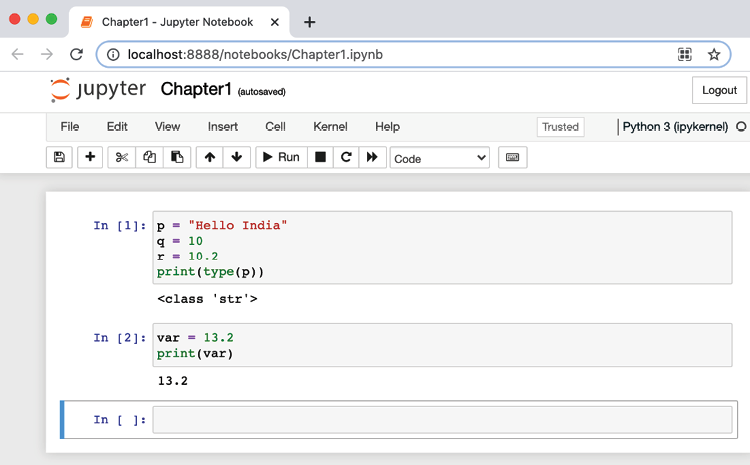 Chapter1 - Jupyter Notebook
localhost:8888/notebooks/Chapter1.ipynb
jupyter Chapter1 (autosaved) Logout
File Edit View Insert Cell Kernel Help Trusted Python 3 (ipykernel)
Run Code
In [1]: p = "Hello India"
q = 10
r = 10.2
print(type(p))
<class 'str'>
In [2]: var = 13.2
print(var)
13.2
In [ ]: